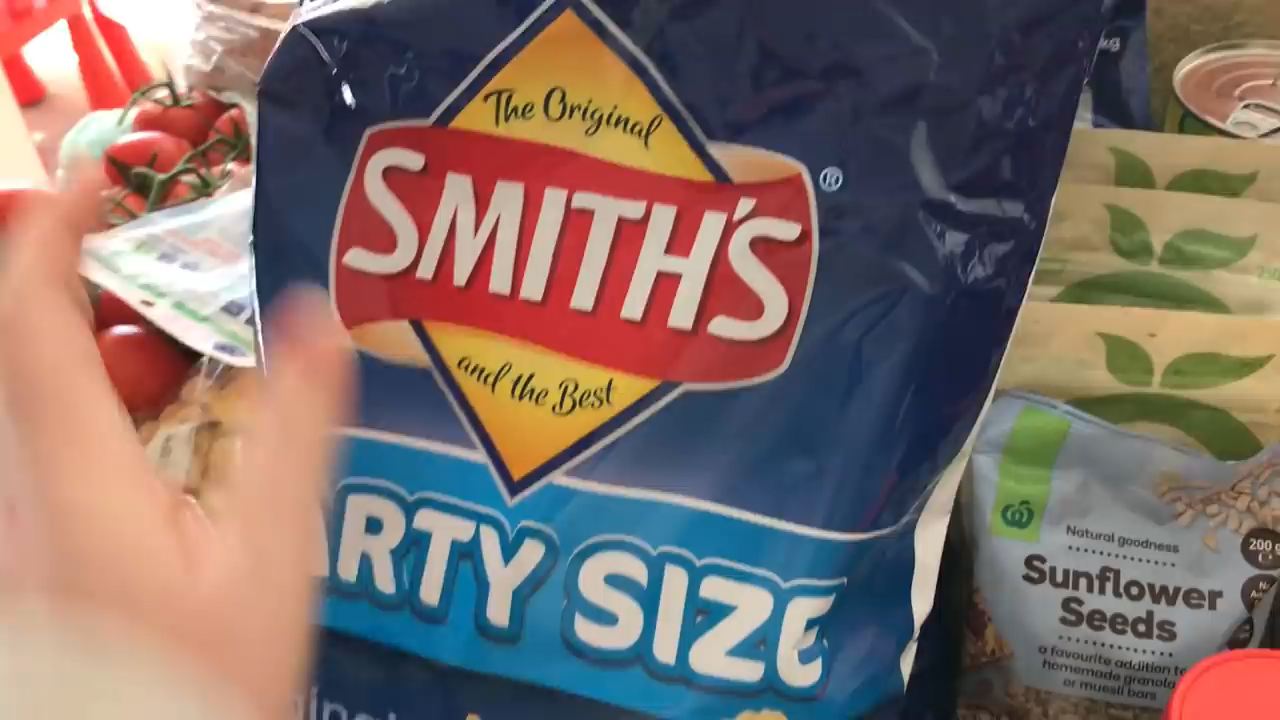 The Original
SMITH'S
®
and the Best
RTY SIZE
kg
Natural goodness
Sunflower
Seeds
a favourite addition to
homemade granola
or muesli bars
200 g